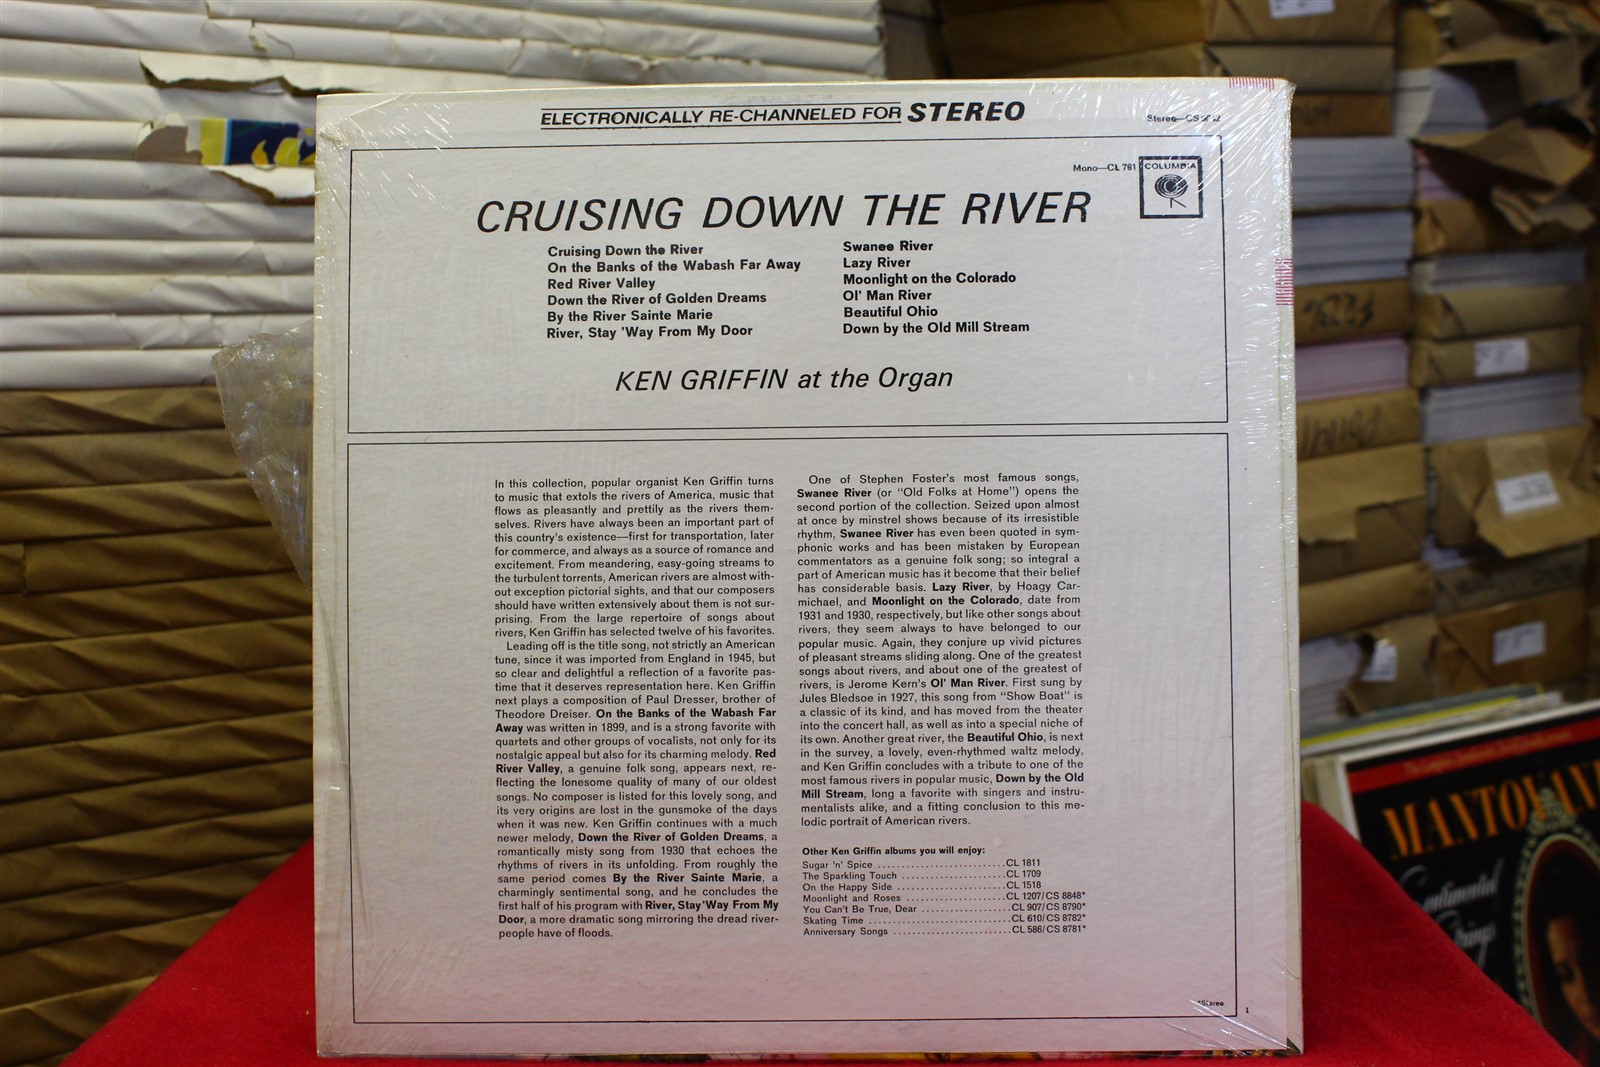 ELECTRONICALLY RE-CHANNELED FOR STEREO
Mono—CL 761
COLUMBIA
CRUISING DOWN THE RIVER
Cruising Down the River
On the Banks of the Wabash Far Away
Red River Valley
Down the River of Golden Dreams
By the River Sainte Marie
River, Stay 'Way From My Door
Swanee River
Lazy River
Moonlight on the Colorado
Ol' Man River
Beautiful Ohio
Down by the Old Mill Stream
KEN GRIFFIN at the Organ
In this collection, popular organist Ken Griffin turns
to music that extols the rivers of America, music that
flows as pleasantly and prettily as the rivers them-
selves. Rivers have always been an important part of
this country's existence—first for transportation, later
for commerce, and always as a source of romance and
excitement. From meandering, easy-going streams to
the turbulent torrents, American rivers are almost with-
out exception pictorial sights, and that our composers
should have written extensively about them is not sur-
prising. From the large repertoire of songs about
rivers, Ken Griffin has selected twelve of his favorites.
Leading off is the title song, not strictly an American
tune, since it was imported from England in 1945, but
so clear and delightful a reflection of a favorite pas-
time that it deserves representation here. Ken Griffin
next plays a composition of Paul Dresser, brother of
Theodore Dreiser. On the Banks of the Wabash Far
Away was written in 1899, and is a strong favorite with
quartets and other groups of vocalists, not only for its
nostalgic appeal but also for its charming melody. Red
River Valley, a genuine folk song, appears next, re-
flecting the lonesome quality of many of our oldest
songs. No composer is listed for this lovely song, and
its very origins are lost in the gunsmoke of the days
when it was new. Ken Griffin continues with a much
newer melody, Down the River of Golden Dreams, a
romantically misty song from 1930 that echoes the
rhythms of rivers in its unfolding. From roughly the
same period comes By the River Sainte Marie, a
charmingly sentimental song, and he concludes the
first half of his program with River, Stay 'Way From My
Door, a more dramatic song mirroring the dread river-
people have of floods.
One of Stephen Foster's most famous songs,
Swanee River (or "Old Folks at Home") opens the
second portion of the collection. Seized upon almost
at once by minstrel shows because of its irresistible
rhythm, Swanee River has even been quoted in sym-
phonic works and has been mistaken by European
commentators as a genuine folk song; so integral a
part of American music has it become that their belief
has considerable basis. Lazy River, by Hoagy Car-
michael, and Moonlight on the Colorado, date from
1931 and 1930, respectively, but like other songs about
rivers, they seem always to have belonged to our
popular music. Again, they conjure up vivid pictures
of pleasant streams sliding along. One of the greatest
songs about rivers, and about one of the greatest of
rivers, is Jerome Kern's Ol' Man River. First sung by
Jules Bledsoe in 1927, this song from "Show Boat" is
a classic of its kind, and has moved from the theater
into the concert hall, as well as into a special niche of
its own. Another great river, the Beautiful Ohio, is next
in the survey, a lovely, even-rhythmed waltz melody,
and Ken Griffin concludes with a tribute to one of the
most famous rivers in popular music, Down by the Old
Mill Stream, long a favorite with singers and instru-
mentalists alike, and a fitting conclusion to this me-
lodic portrait of American rivers.
Other Ken Griffin albums you will enjoy:
Sugar 'n' Spice ........................CL 1811
The Sparkling Touch ....................CL 1709
On the Happy Side ......................CL 1518
Moonlight and Roses ....................CL 1207/CS 8848*
You Can't Be True, Dear ................CL 907/CS 8790*
Skating Time ...........................CL 610/CS 8782*
Anniversary Songs ......................CL 586/CS 8781*
*Stereo
1
MANTOVANI
Strings